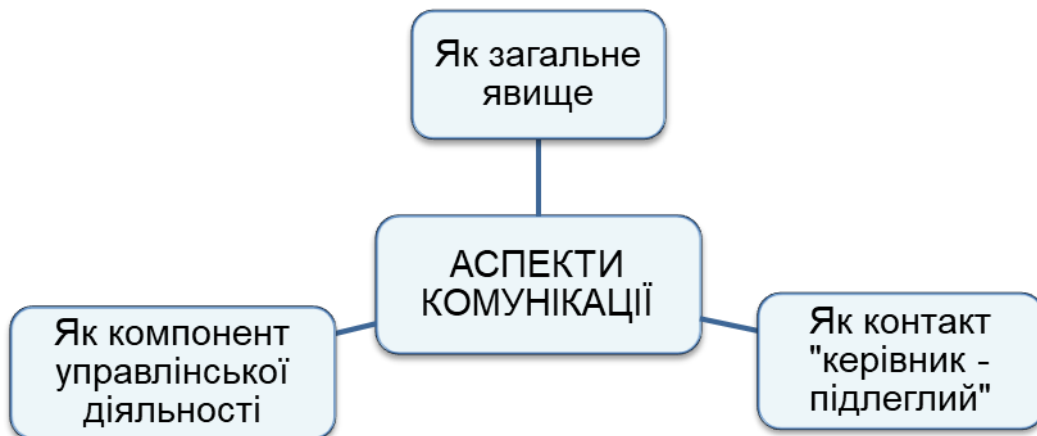 Як загальне
явище
АСПЕКТИ
КОМУНІКАЦІЇ
Як компонент
управлінської
діяльності
Як контакт
"керівник -
підлеглий"